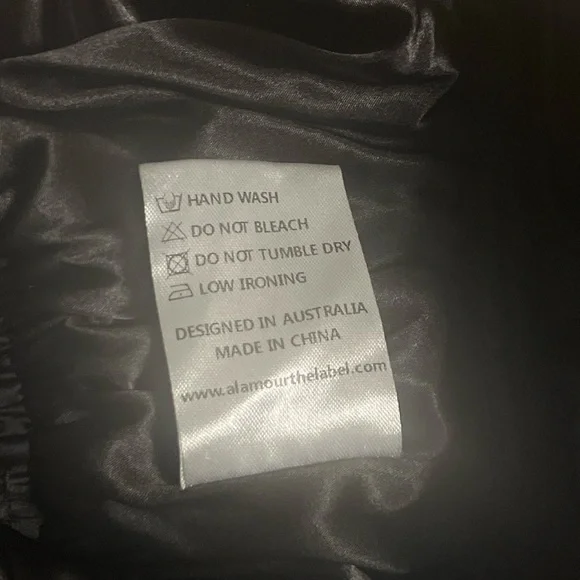 HAND WASH
DO NOT BLEACH
DO NOT TUMBLE DRY
LOW IRONING
DESIGNED IN AUSTRALIA
MADE IN CHINA
www.alamourthelabel.com